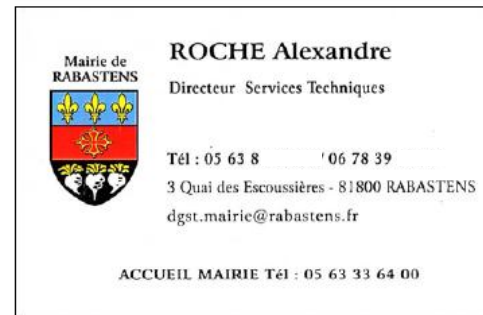 Mairie de
RABASTENS
ROCHE Alexandre
Directeur Services Techniques
Tél : 05 63 8 06 78 39
3 Quai des Escoussières - 81800 RABASTENS
dgst.mairie@rabastens.fr
ACCUEIL MAIRIE Tél : 05 63 33 64 00